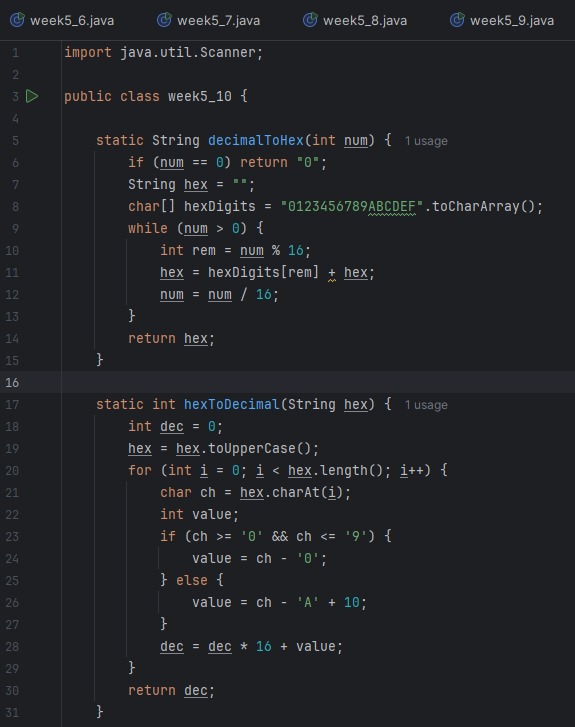 week5_6.java week5_7.java week5_8.java week5_9.java
1 import java.util.Scanner;
2
3 public class week5_10 {
4
5 static String decimalToHex(int num) { 1 usage
6 if (num == 0) return "0";
7 String hex = "";
8 char[] hexDigits = "0123456789ABCDEF".toCharArray();
9 while (num > 0) {
10 int rem = num % 16;
11 hex = hexDigits[rem] + hex;
12 num = num / 16;
13 }
14 return hex;
15 }
16
17 static int hexToDecimal(String hex) { 1 usage
18 int dec = 0;
19 hex = hex.toUpperCase();
20 for (int i = 0; i < hex.length(); i++) {
21 char ch = hex.charAt(i);
22 int value;
23 if (ch >= '0' && ch <= '9') {
24 value = ch - '0';
25 } else {
26 value = ch - 'A' + 10;
27 }
28 dec = dec * 16 + value;
29 }
30 return dec;
31 }